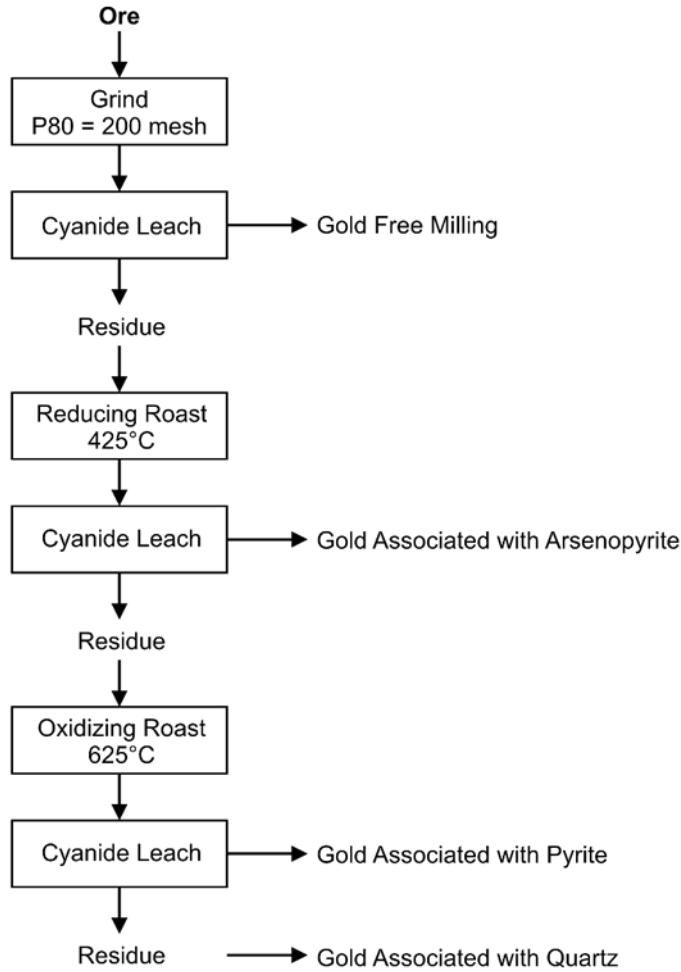 Ore
Grind
P80 = 200 mesh
Cyanide Leach
Gold Free Milling
Residue
Reducing Roast
425°C
Cyanide Leach
Gold Associated with Arsenopyrite
Residue
Oxidizing Roast
625°C
Cyanide Leach
Gold Associated with Pyrite
Residue
Gold Associated with Quartz